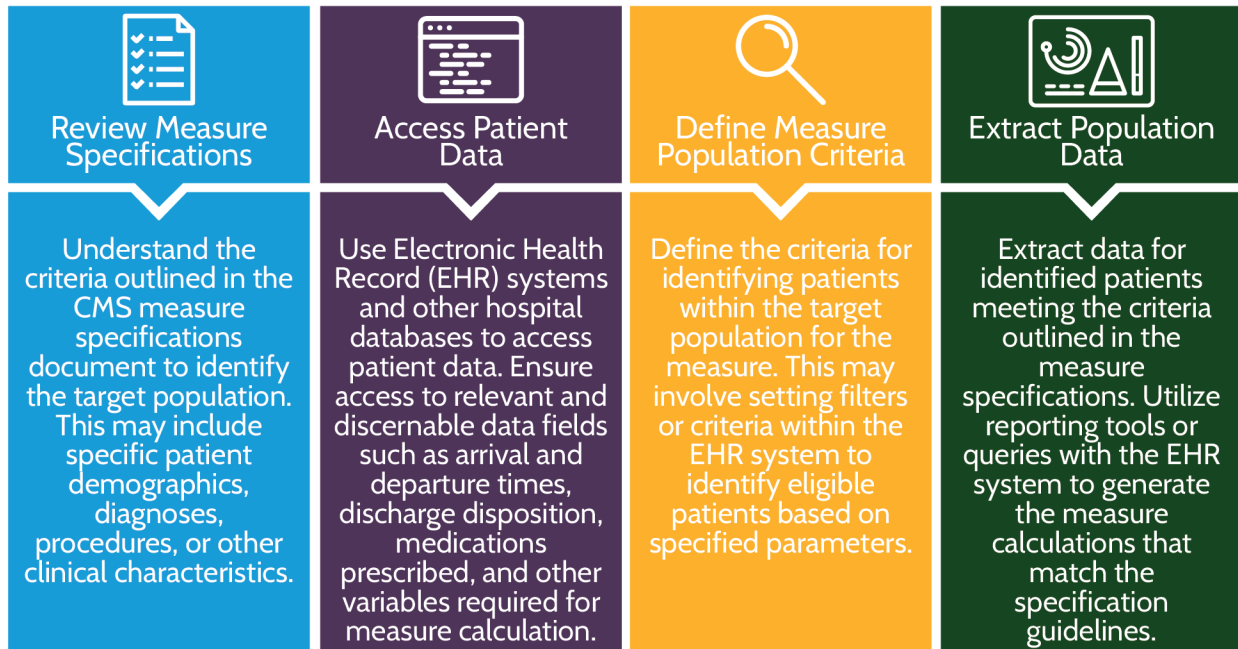 Review Measure
Specifications
Understand the
criteria outlined in the
CMS measure
specifications
document to identify
the target population.
This may include
specific patient
demographics,
diagnoses,
procedures, or other
clinical characteristics.
Access Patient
Data
Use Electronic Health
Record (EHR) systems
and other hospital
databases to access
patient data. Ensure
access to relevant and
discernable data fields
such as arrival and
departure times,
discharge disposition,
medications
prescribed, and other
variables required for
measure calculation.
Define Measure
Population Criteria
Define the criteria for
identifying patients
within the target
population for the
measure. This may
involve setting filters
or criteria within the
EHR system to
identify eligible
patients based on
specified parameters.
Extract Population
Data
Extract data for
identified patients
meeting the criteria
outlined in the
measure
specifications. Utilize
reporting tools or
queries with the EHR
system to generate
the measure
calculations that
match the
specification
guidelines.